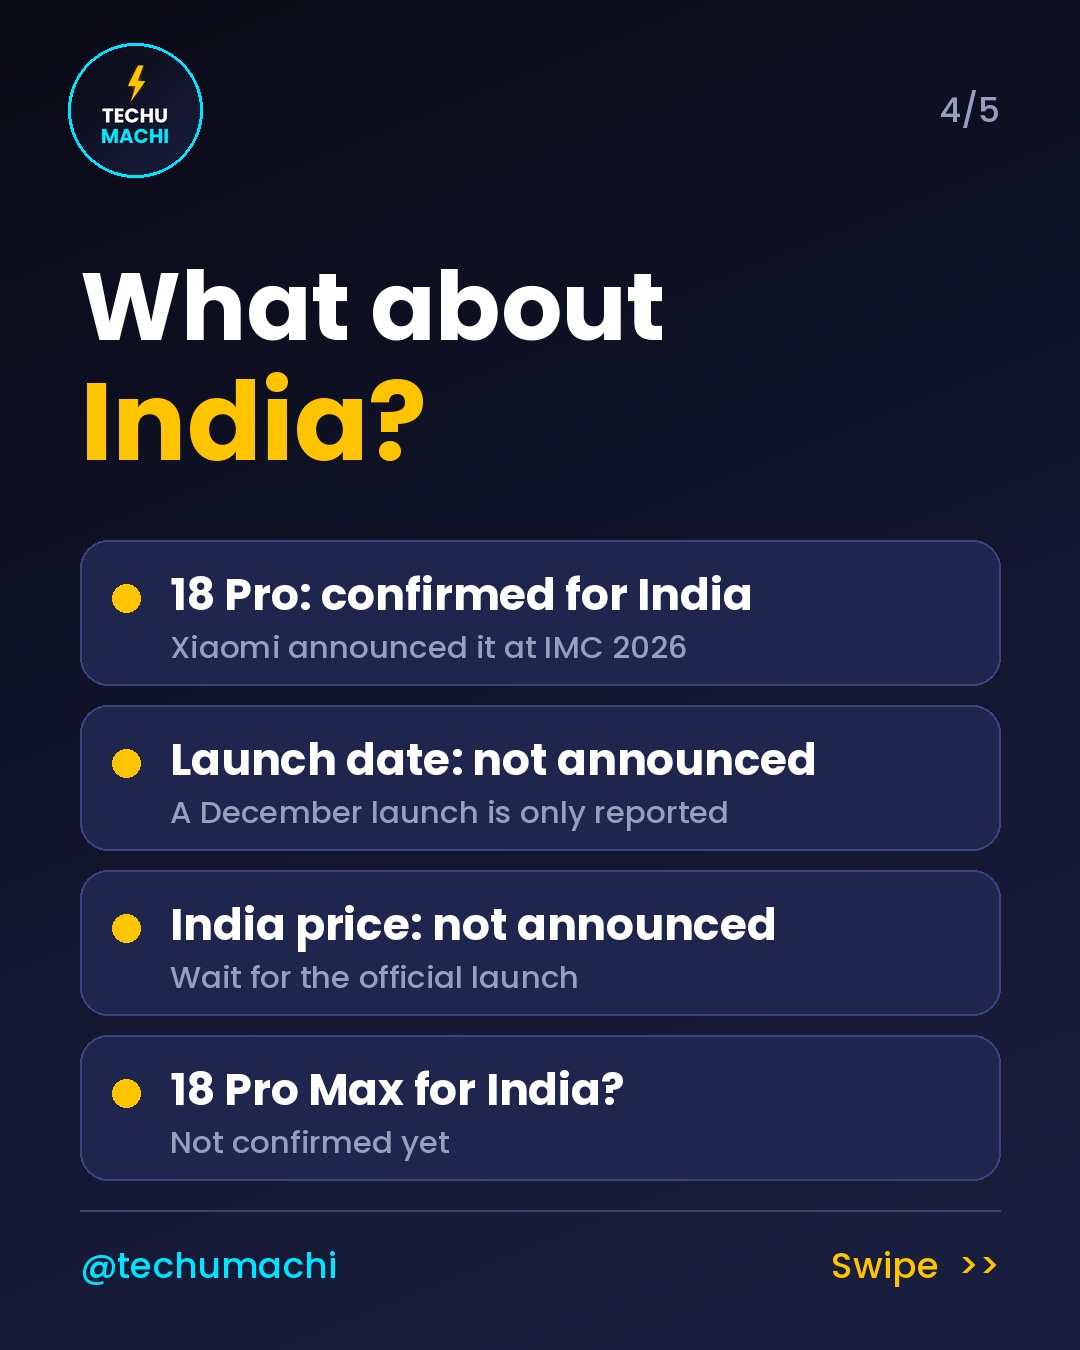 TECHU
MACHI
4/5
What about
India?
18 Pro: confirmed for India
Xiaomi announced it at IMC 2026
Launch date: not announced
A December launch is only reported
India price: not announced
Wait for the official launch
18 Pro Max for India?
Not confirmed yet
@techumachi
Swipe >>